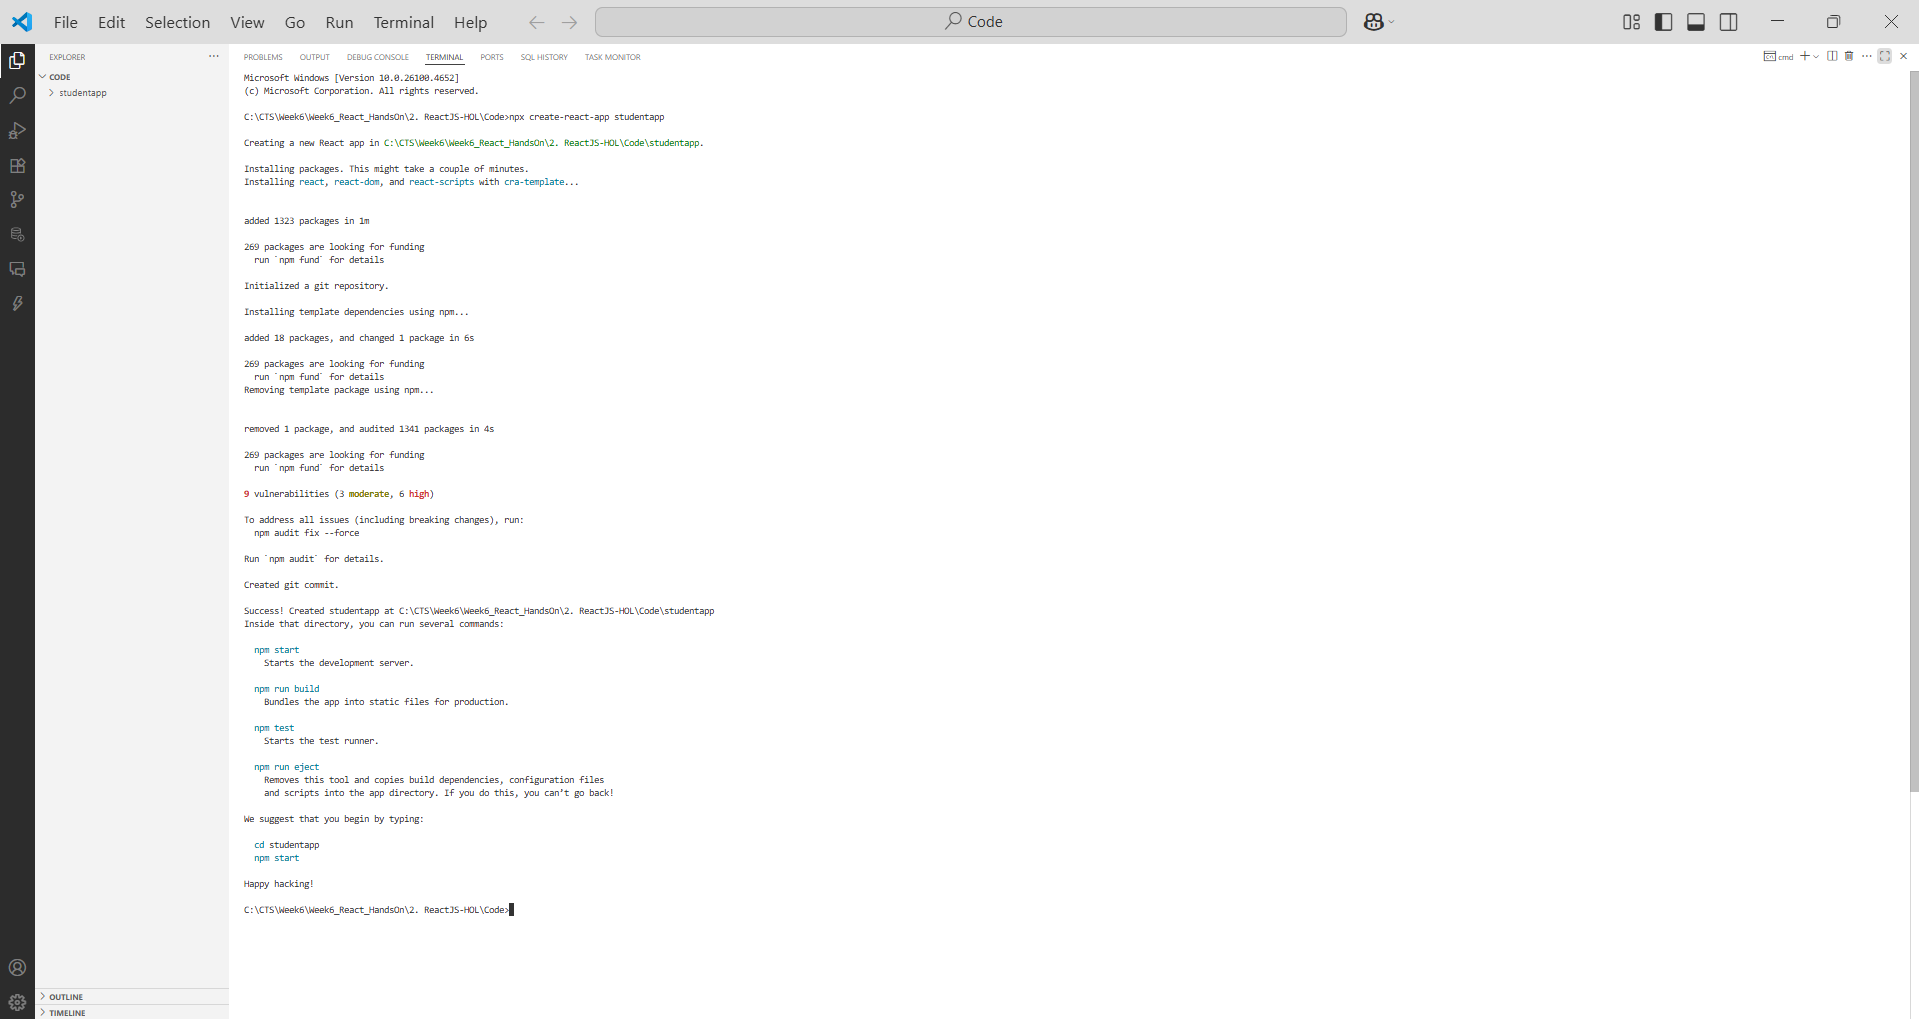 File Edit Selection View Go Run Terminal Help
Code
EXPLORER
CODE
studentapp
OUTLINE
TIMELINE
PROBLEMS OUTPUT DEBUG CONSOLE TERMINAL PORTS SQL HISTORY TASK MONITOR
cmd
Microsoft Windows [Version 10.0.26100.4652]
(c) Microsoft Corporation. All rights reserved.
C:\CTS\Week6\Week6_React_HandsOn\2. ReactJS-HOL\Code>npx create-react-app studentapp
Creating a new React app in C:\CTS\Week6\Week6_React_HandsOn\2. ReactJS-HOL\Code\studentapp.
Installing packages. This might take a couple of minutes.
Installing react, react-dom, and react-scripts with cra-template...
added 1323 packages in 1m
269 packages are looking for funding
run `npm fund` for details
Initialized a git repository.
Installing template dependencies using npm...
added 18 packages, and changed 1 package in 6s
269 packages are looking for funding
run `npm fund` for details
Removing template package using npm...
removed 1 package, and audited 1341 packages in 4s
269 packages are looking for funding
run `npm fund` for details
9 vulnerabilities (3 moderate, 6 high)
To address all issues (including breaking changes), run:
npm audit fix --force
Run `npm audit` for details.
Created git commit.
Success! Created studentapp at C:\CTS\Week6\Week6_React_HandsOn\2. ReactJS-HOL\Code\studentapp
Inside that directory, you can run several commands:
npm start
Starts the development server.
npm run build
Bundles the app into static files for production.
npm test
Starts the test runner.
npm run eject
Removes this tool and copies build dependencies, configuration files
and scripts into the app directory. If you do this, you can’t go back!
We suggest that you begin by typing:
cd studentapp
npm start
Happy hacking!
C:\CTS\Week6\Week6_React_HandsOn\2. ReactJS-HOL\Code>